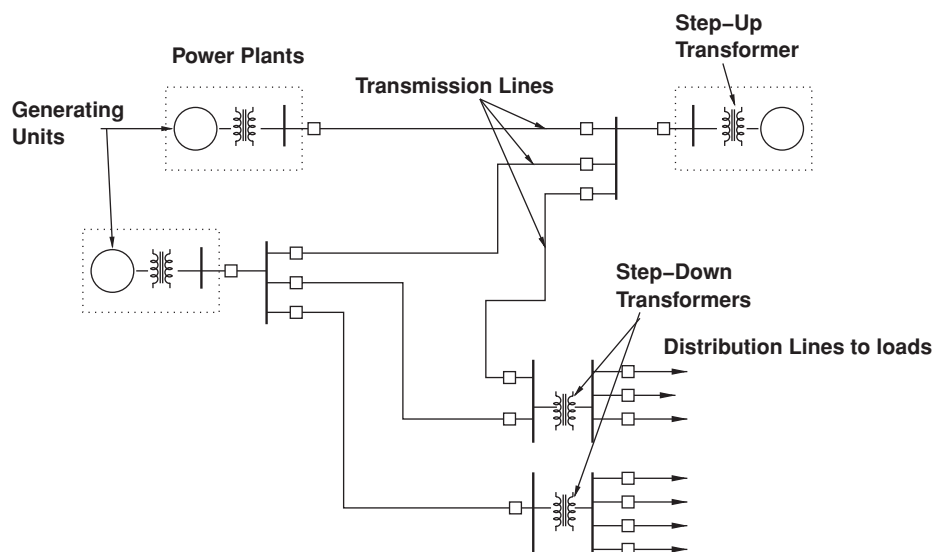 Step−Up
Transformer
Power Plants
Transmission Lines
Generating
Units
Step−Down
Transformers
Distribution Lines to loads